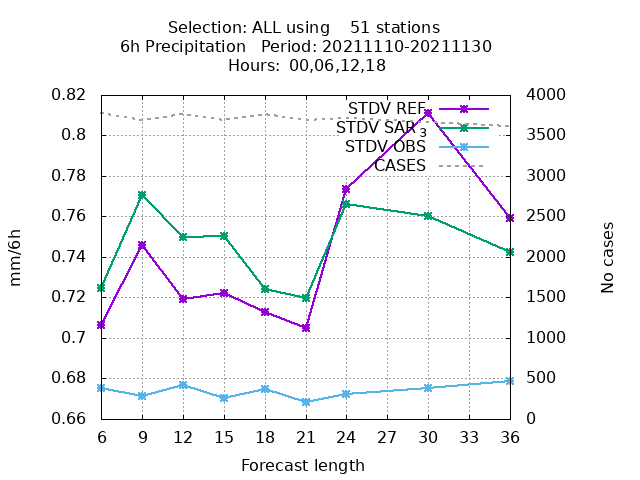 Selection: ALL using 51 stations
6h Precipitation Period: 20211110-20211130
Hours: 00,06,12,18
STDV REF
STDV SAR 3
STDV OBS
CASES
0.82
0.8
0.78
0.76
0.74
0.72
0.7
0.68
0.66
4000
3500
3000
2500
2000
1500
1000
500
0
mm/6h
No cases
6 9 12 15 18 21 24 27 30 33 36
Forecast length